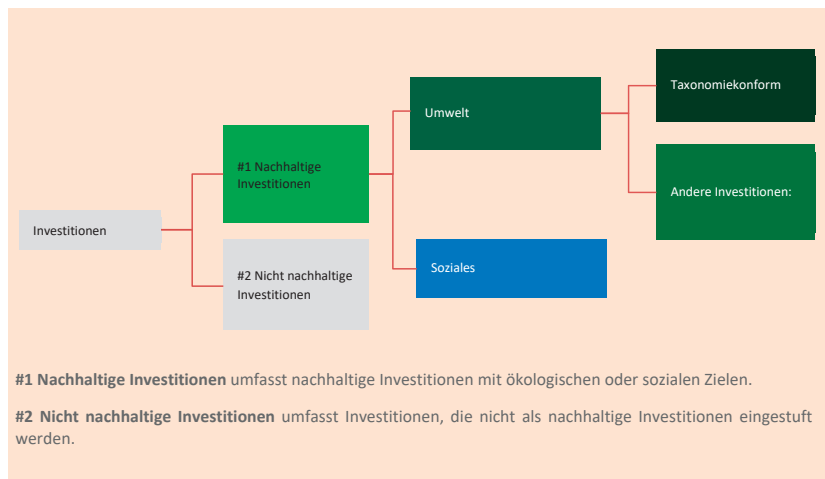 Taxonomiekonform
Umwelt
#1 Nachhaltige
Investitionen
Andere Investitionen:
Investitionen
#2 Nicht nachhaltige
Investitionen
Soziales
#1 Nachhaltige Investitionen umfasst nachhaltige Investitionen mit ökologischen oder sozialen Zielen.
#2 Nicht nachhaltige Investitionen umfasst Investitionen, die nicht als nachhaltige Investitionen eingestuft
werden.